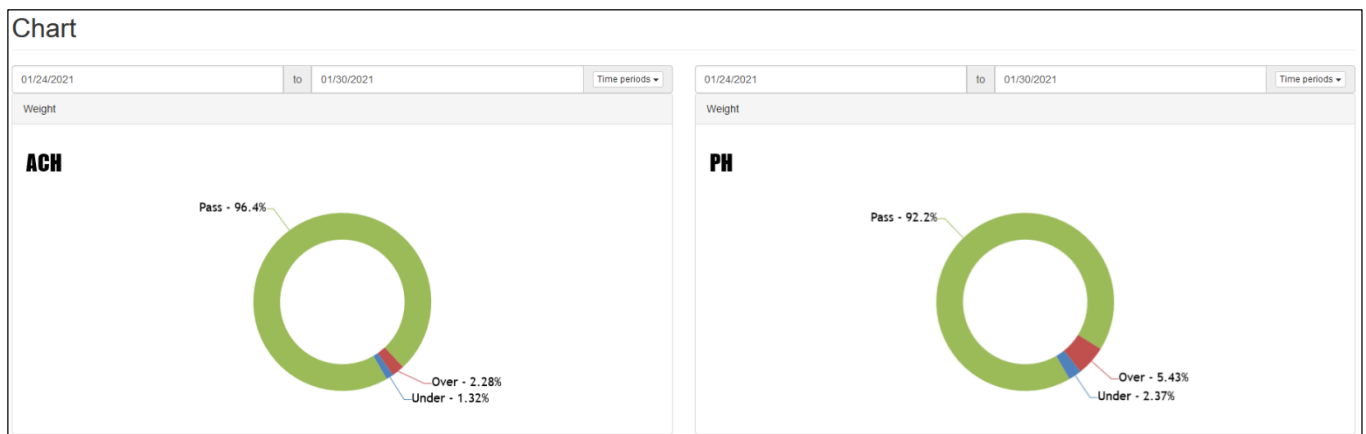 Chart
01/24/2021 to 01/30/2021 Time periods
Weight
ACH
Pass - 96.4%
Over - 2.28%
Under - 1.32%
01/24/2021 to 01/30/2021 Time periods
Weight
PH
Pass - 92.2%
Over - 5.43%
Under - 2.37%